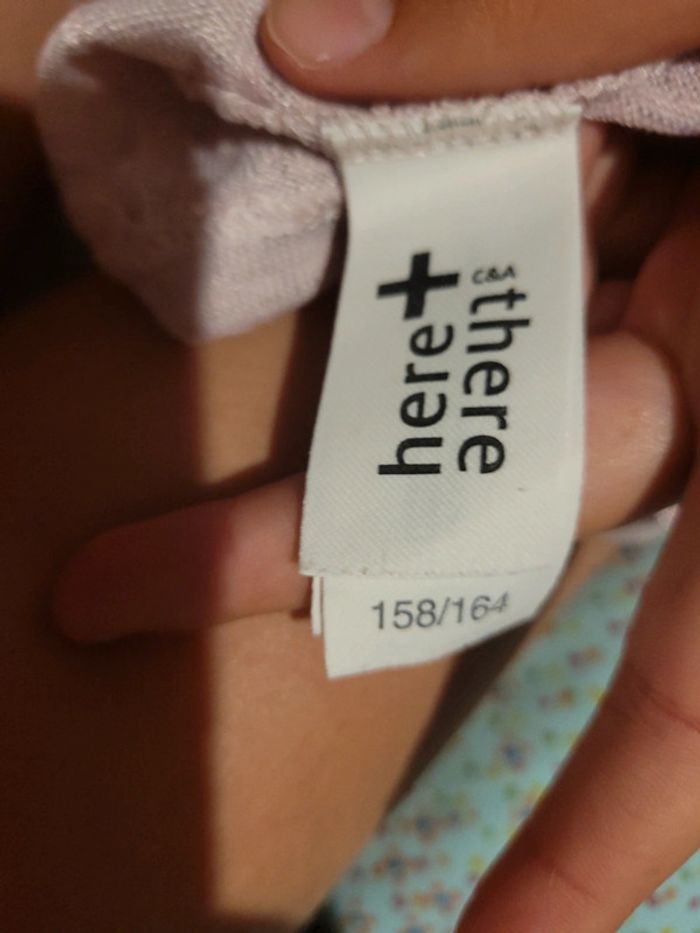 here +
there
C&A
158/164